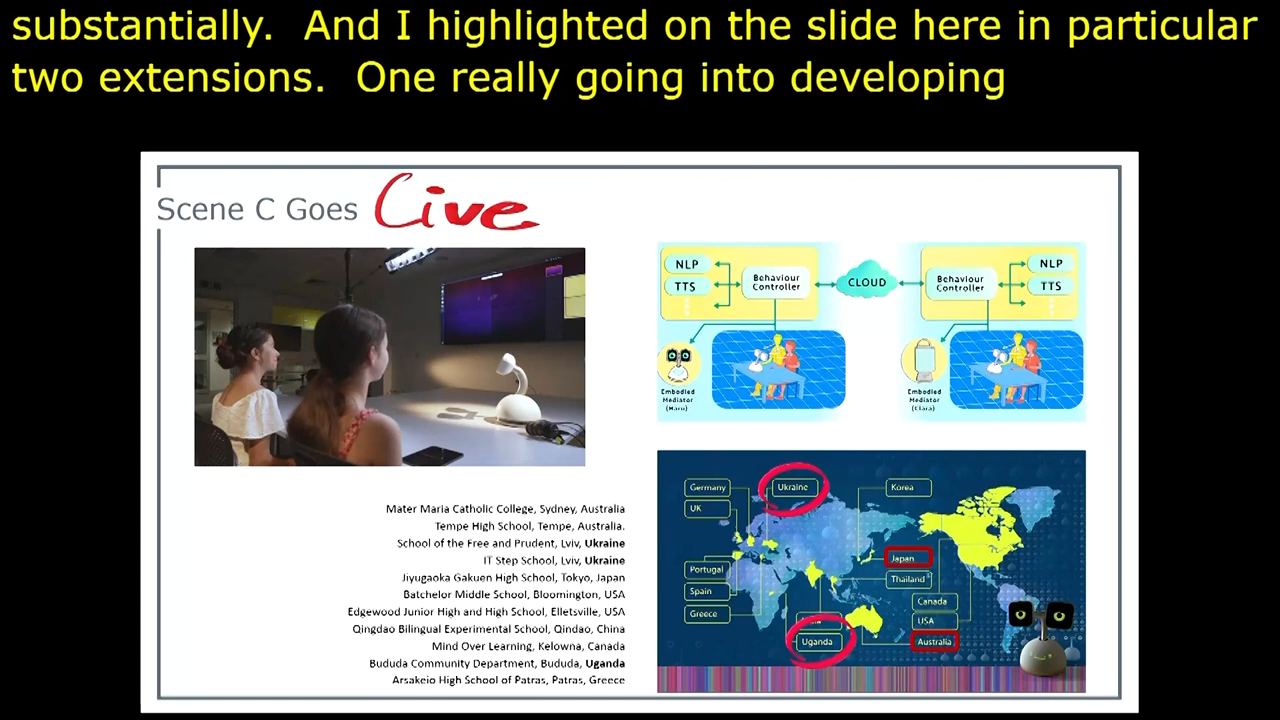 substantially.  And I highlighted on the slide here in particular
two extensions.  One really going into developing
Scene C Goes Live
NLP
TTS
Behaviour
Controller
CLOUD
Behaviour
Controller
NLP
TTS
Embodied
Mediator
(Haru)
Embodied
Mediator
(Clara)
Mater Maria Catholic College, Sydney, Australia
Tempe High School, Tempe, Australia.
School of the Free and Prudent, Lviv, Ukraine
IT Step School, Lviv, Ukraine
Jiyugaoka Gakuen High School, Tokyo, Japan
Batchelor Middle School, Bloomington, USA
Edgewood Junior High and High School, Elletsville, USA
Qingdao Bilingual Experimental School, Qindao, China
Mind Over Learning, Kelowna, Canada
Bududa Community Department, Bududa, Uganda
Arsakeio High School of Patras, Patras, Greece
Germany
UK
Ukraine
Korea
Portugal
Spain
Greece
Japan
Thailand
Canada
USA
Uganda
Australia